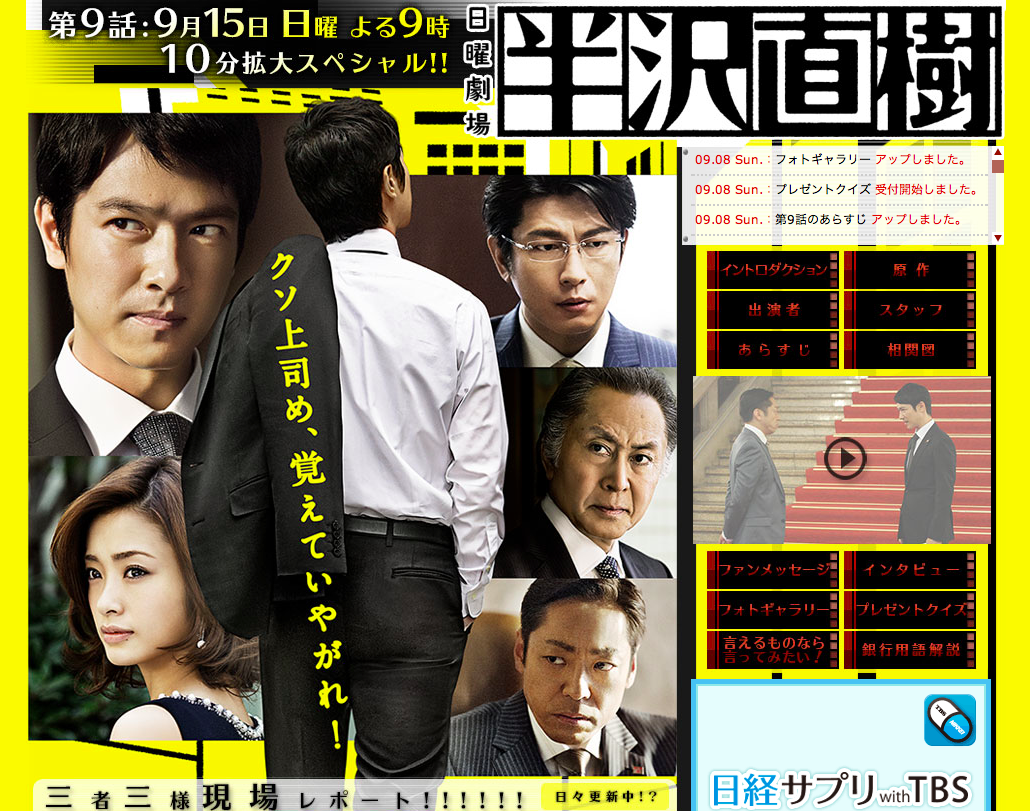 第9話:9月15日 日曜 よる9時
10分拡大スペシャル!!
日曜劇場
半沢直樹
09.08 Sun.：フォトギャラリー アップしました。
09.08 Sun.：プレゼントクイズ 受付開始しました。
09.08 Sun.：第9話のあらすじ アップしました。
イントロダクション
原作
出演者
スタッフ
あらすじ
相関図
クソ上司め、覚えていやがれ！
ファンメッセージ
インタビュー
フォトギャラリー
プレゼントクイズ
言えるものなら
言ってみたい！
銀行用語解説
日経サプリwithTBS
三者三様現場レポート!!!!!!
日々更新中!?